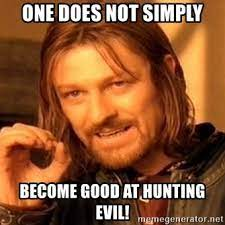 ONE DOES NOT SIMPLY
BECOME GOOD AT HUNTING
EVIL!
memegenerator.net